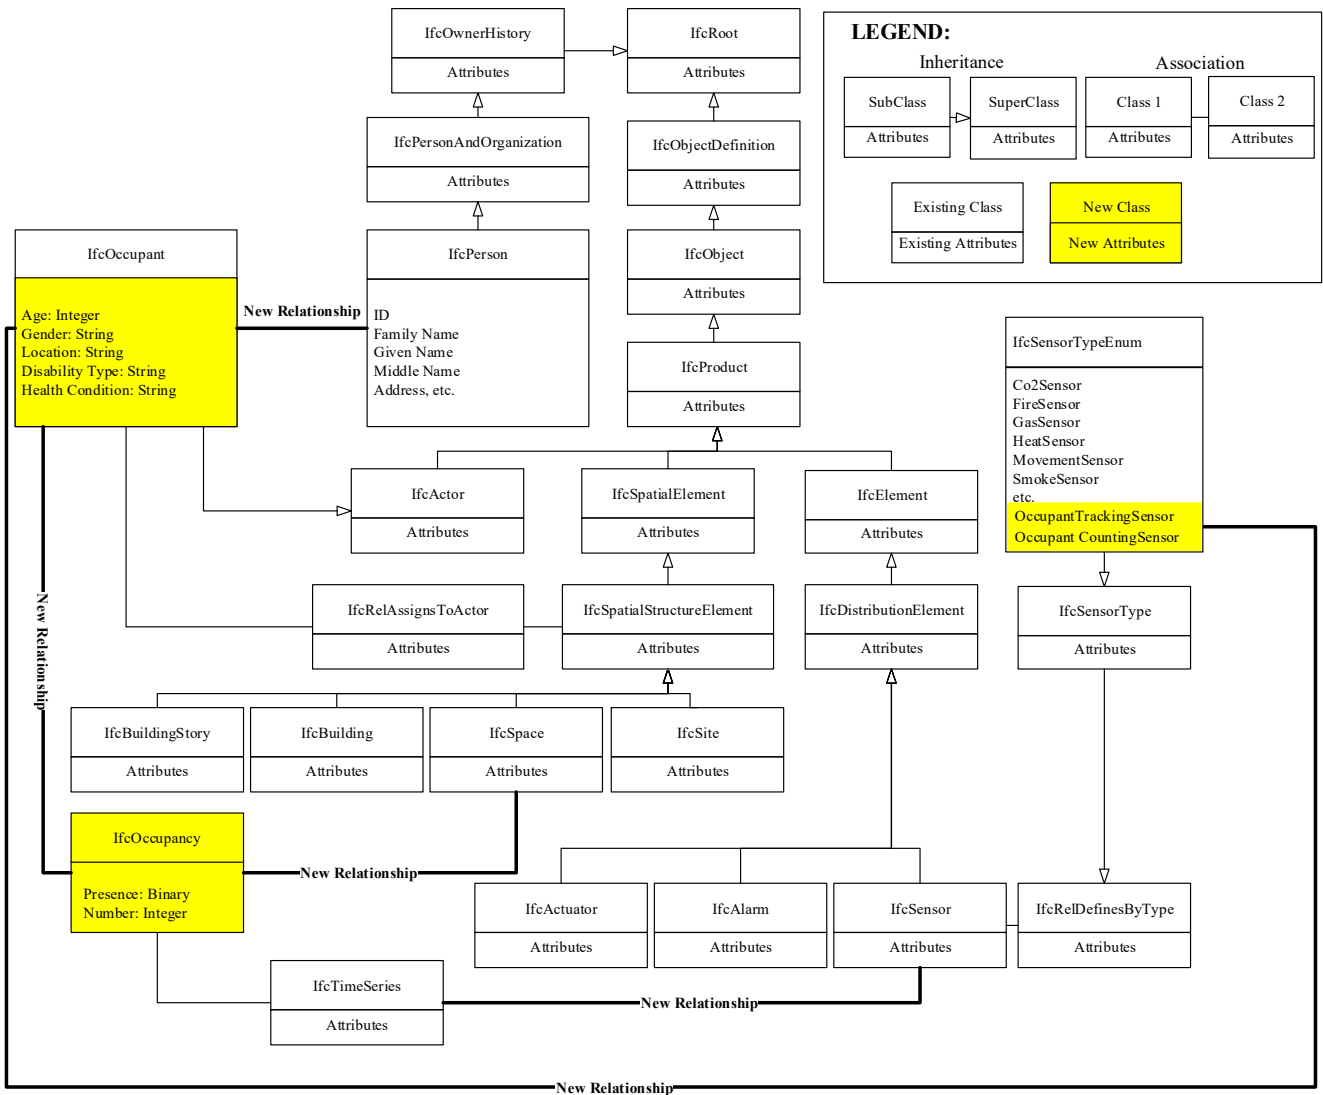 IfcOwnerHistory
Attributes
IfcRoot
Attributes
LEGEND:
Inheritance
Association
SubClass
Attributes
SuperClass
Attributes
Class 1
Attributes
Class 2
Attributes
Existing Class
Existing Attributes
New Class
New Attributes
IfcPersonAndOrganization
Attributes
IfcObjectDefinition
Attributes
IfcOccupant
Age: Integer
Gender: String
Location: String
Disability Type: String
Health Condition: String
New Relationship
IfcPerson
ID
Family Name
Given Name
Middle Name
Address, etc.
IfcObject
Attributes
IfcProduct
Attributes
IfcSensorTypeEnum
Co2Sensor
FireSensor
GasSensor
HeatSensor
MovementSensor
SmokeSensor
etc.
OccupantTrackingSensor
Occupant CountingSensor
IfcActor
Attributes
IfcSpatialElement
Attributes
IfcElement
Attributes
New Relationship
IfcRelAssignsToActor
Attributes
IfcSpatialStructureElement
Attributes
IfcDistributionElement
Attributes
IfcSensorType
Attributes
IfcBuildingStory
Attributes
IfcBuilding
Attributes
IfcSpace
Attributes
IfcSite
Attributes
IfcOccupancy
Presence: Binary
Number: Integer
New Relationship
IfcActuator
Attributes
IfcAlarm
Attributes
IfcSensor
Attributes
IfcRelDefinesByType
Attributes
IfcTimeSeries
Attributes
New Relationship
New Relationship